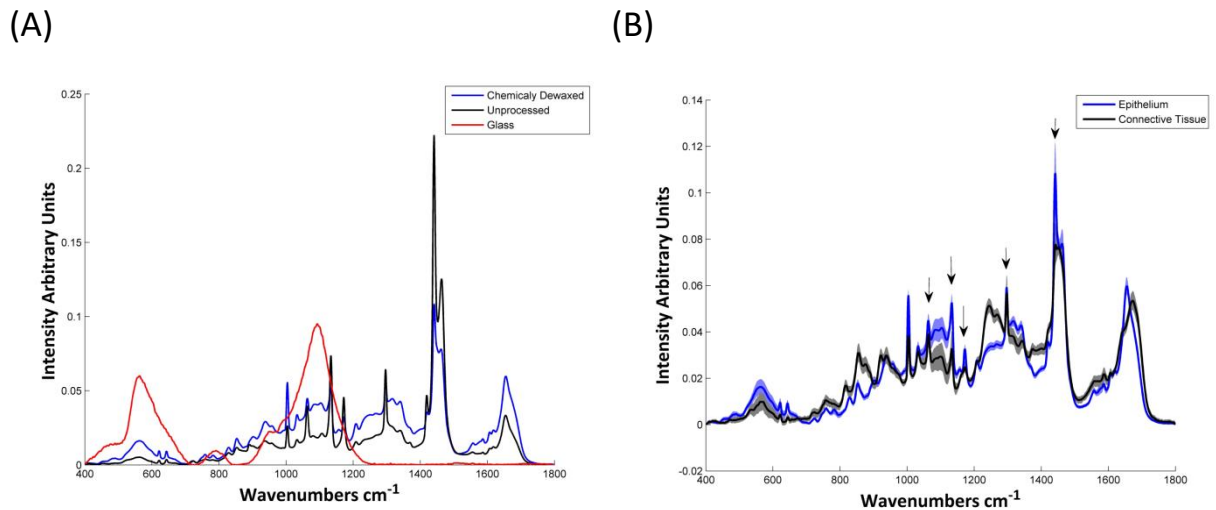 (A)
(B)
Chemicaly Dewaxed
Unprocessed
Glass
Intensity Arbitrary Units
0.25
0.2
0.15
0.1
0.05
0
400 600 800 1000 1200 1400 1600 1800
Wavenumbers cm-1
Epithelium
Connective Tissue
Intensity Arbitrary Units
0.14
0.12
0.1
0.08
0.06
0.04
0.02
0
-0.02
400 600 800 1000 1200 1400 1600 1800
Wavenumbers cm-1